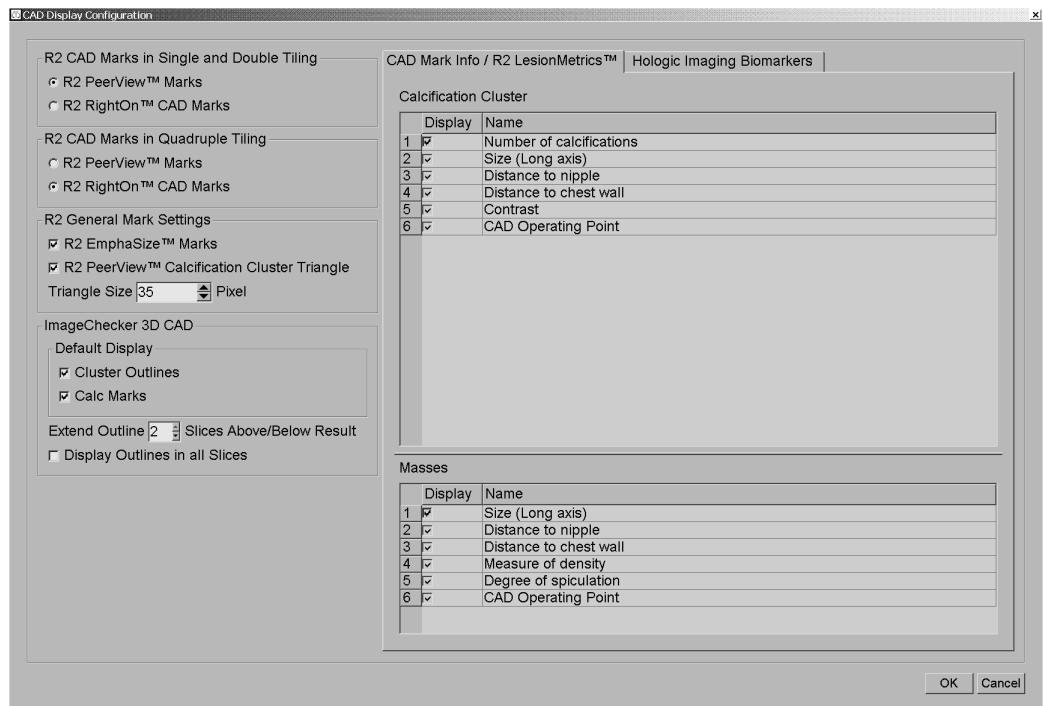 CAD Display Configuration
R2 CAD Marks in Single and Double Tiling
R2 PeerView™ Marks
R2 RightOn™ CAD Marks
R2 CAD Marks in Quadruple Tiling
R2 PeerView™ Marks
R2 RightOn™ CAD Marks
R2 General Mark Settings
R2 EmphaSize™ Marks
R2 PeerView™ Calcification Cluster Triangle
Triangle Size 35 Pixel
ImageChecker 3D CAD
Default Display
Cluster Outlines
Calc Marks
Extend Outline 2 Slices Above/Below Result
Display Outlines in all Slices
CAD Mark Info / R2 LesionMetrics™ Hologic Imaging Biomarkers
Calcification Cluster
Display Name
1 Number of calcifications
2 Size (Long axis)
3 Distance to nipple
4 Distance to chest wall
5 Contrast
6 CAD Operating Point
Masses
Display Name
1 Size (Long axis)
2 Distance to nipple
3 Distance to chest wall
4 Measure of density
5 Degree of spiculation
6 CAD Operating Point
OK Cancel